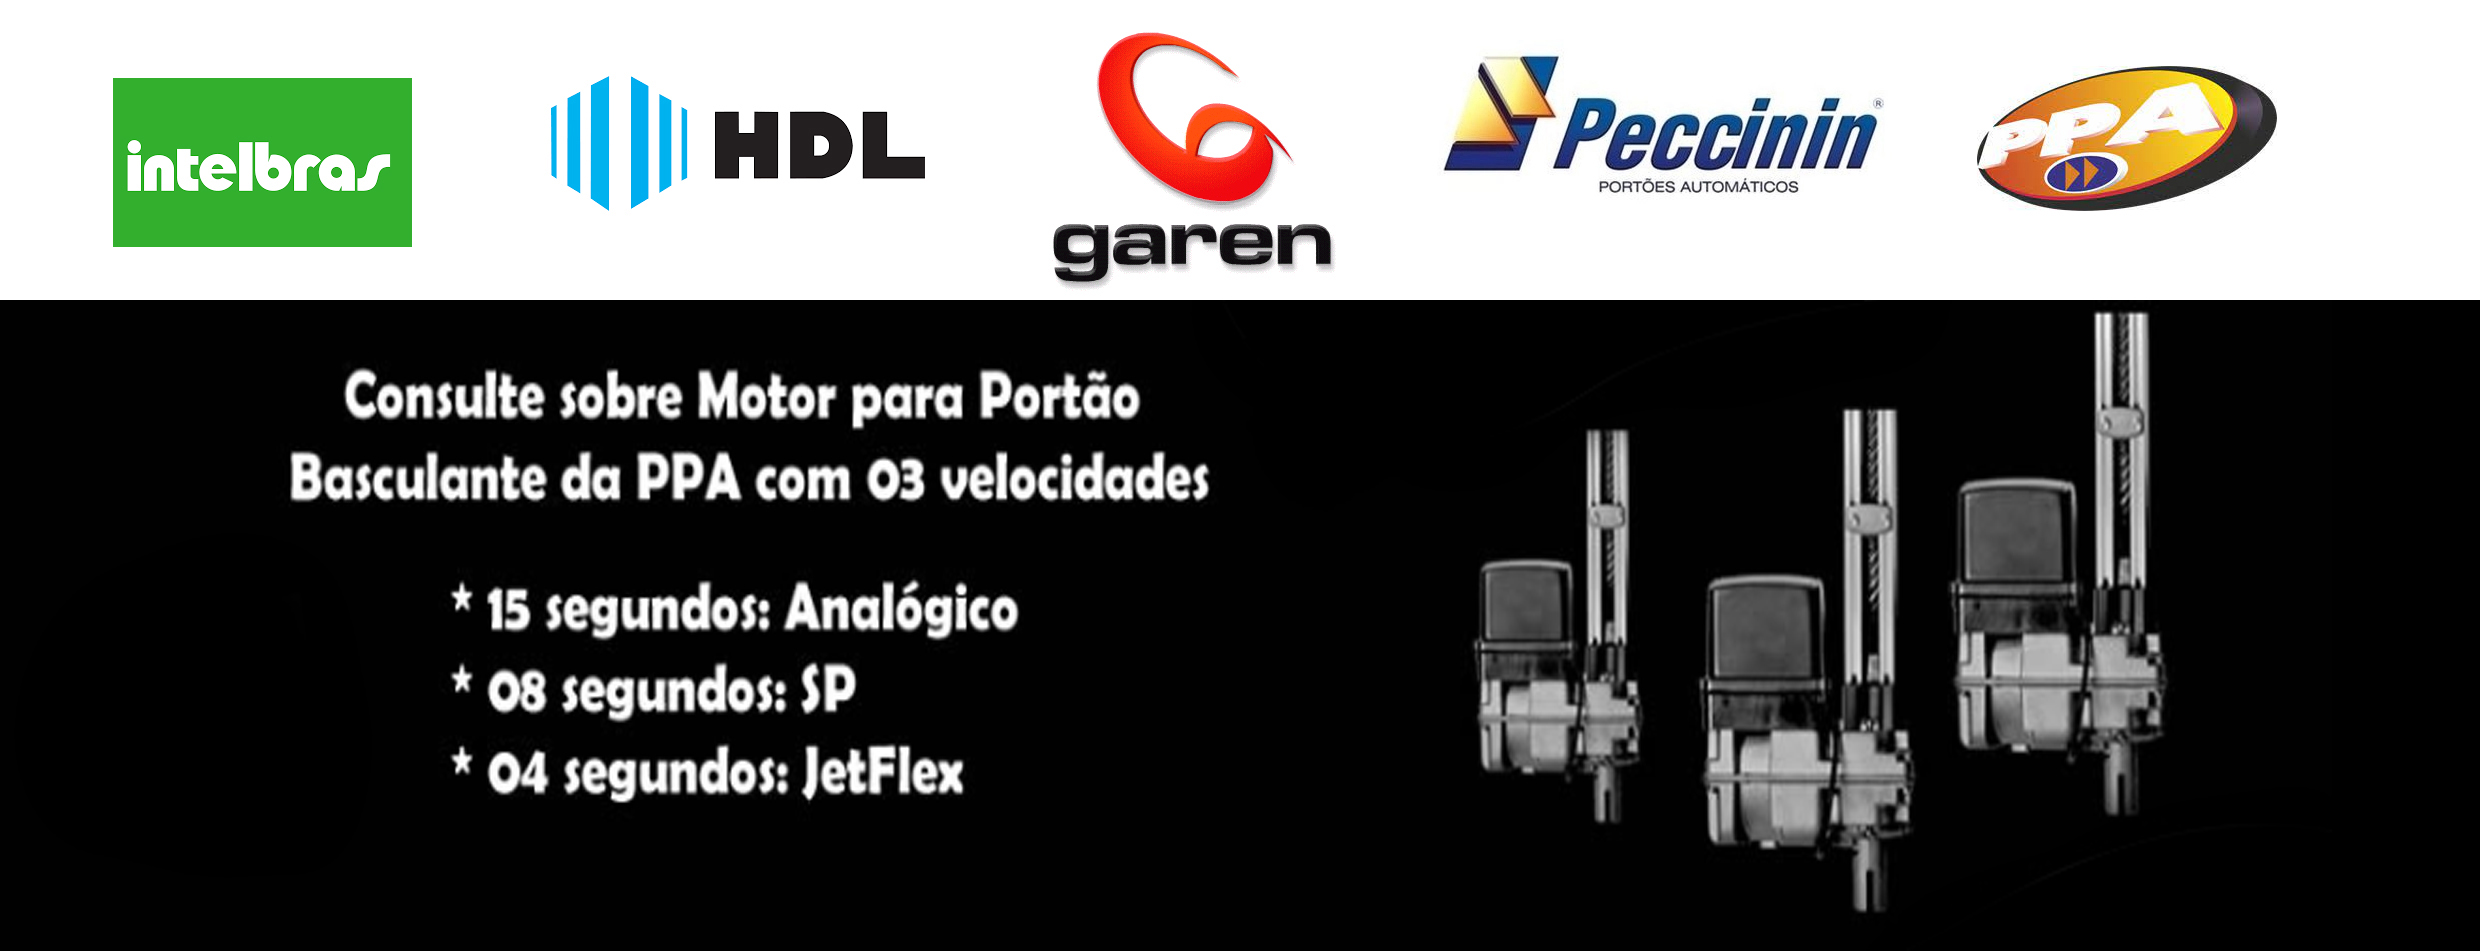 intelbras
HDL
garen
Peccinin®
PORTÕES AUTOMÁTICOS
PPA
Consulte sobre Motor para Portão
Basculante da PPA com 03 velocidades
* 15 segundos: Analógico
* 08 segundos: SP
* 04 segundos: JetFlex